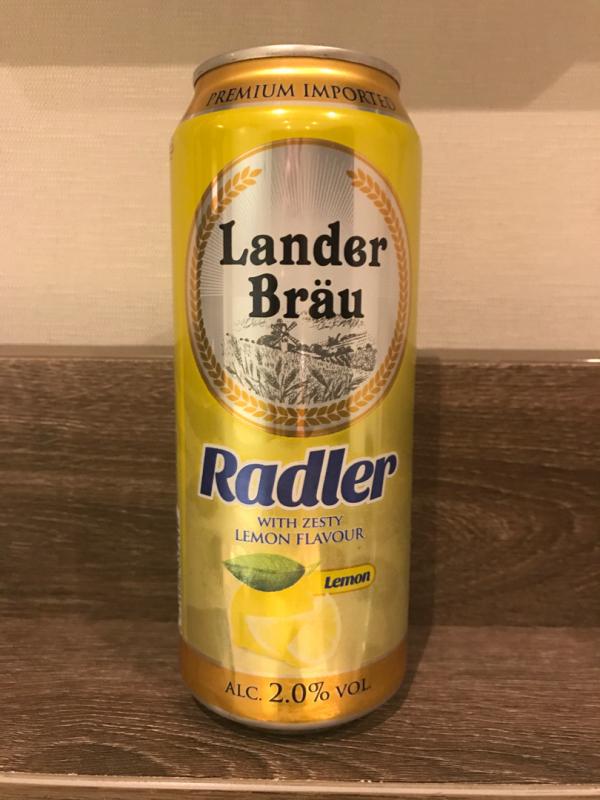 PREMIUM IMPORTED
Lander
Bräu
Radler
WITH ZESTY
LEMON FLAVOUR
Lemon
ALC. 2.0% VOL.